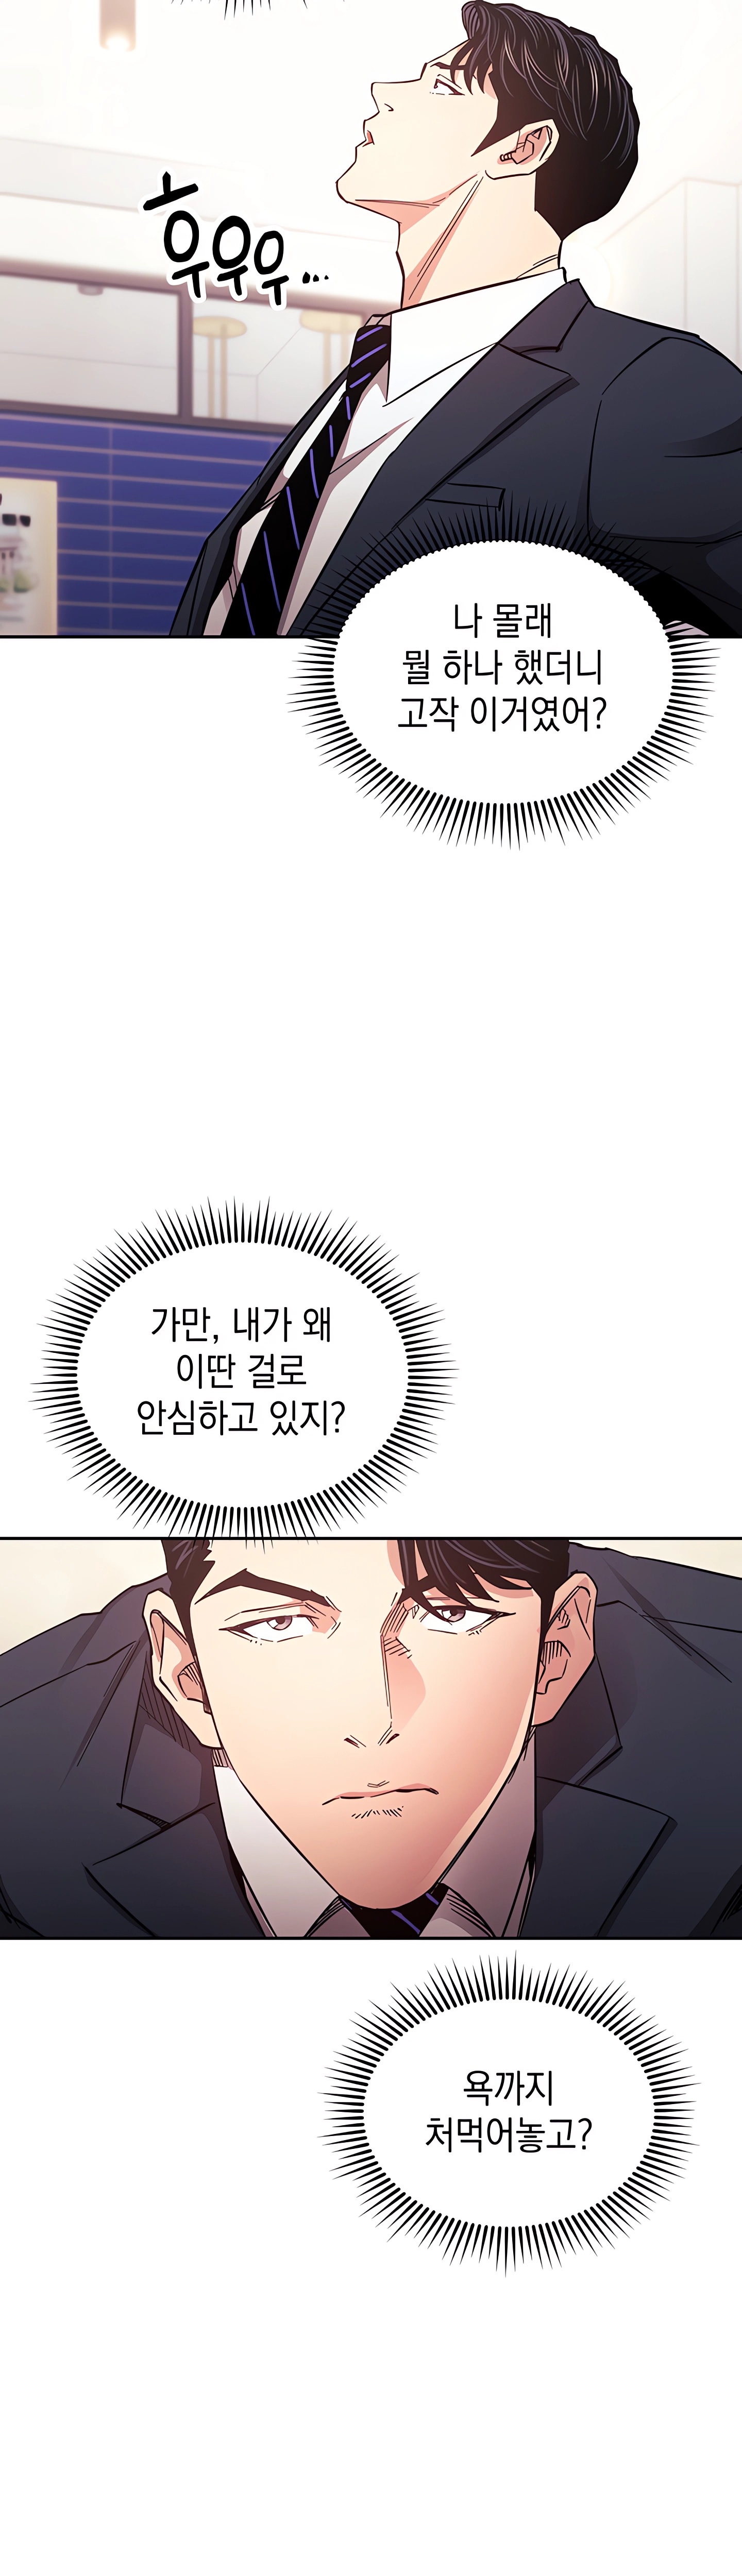 후우우...
나 몰래
뭘 하나 했더니
고작 이거였어?
가만, 내가 왜
이딴 걸로
안심하고 있지?
욕까지
처먹어놓고?